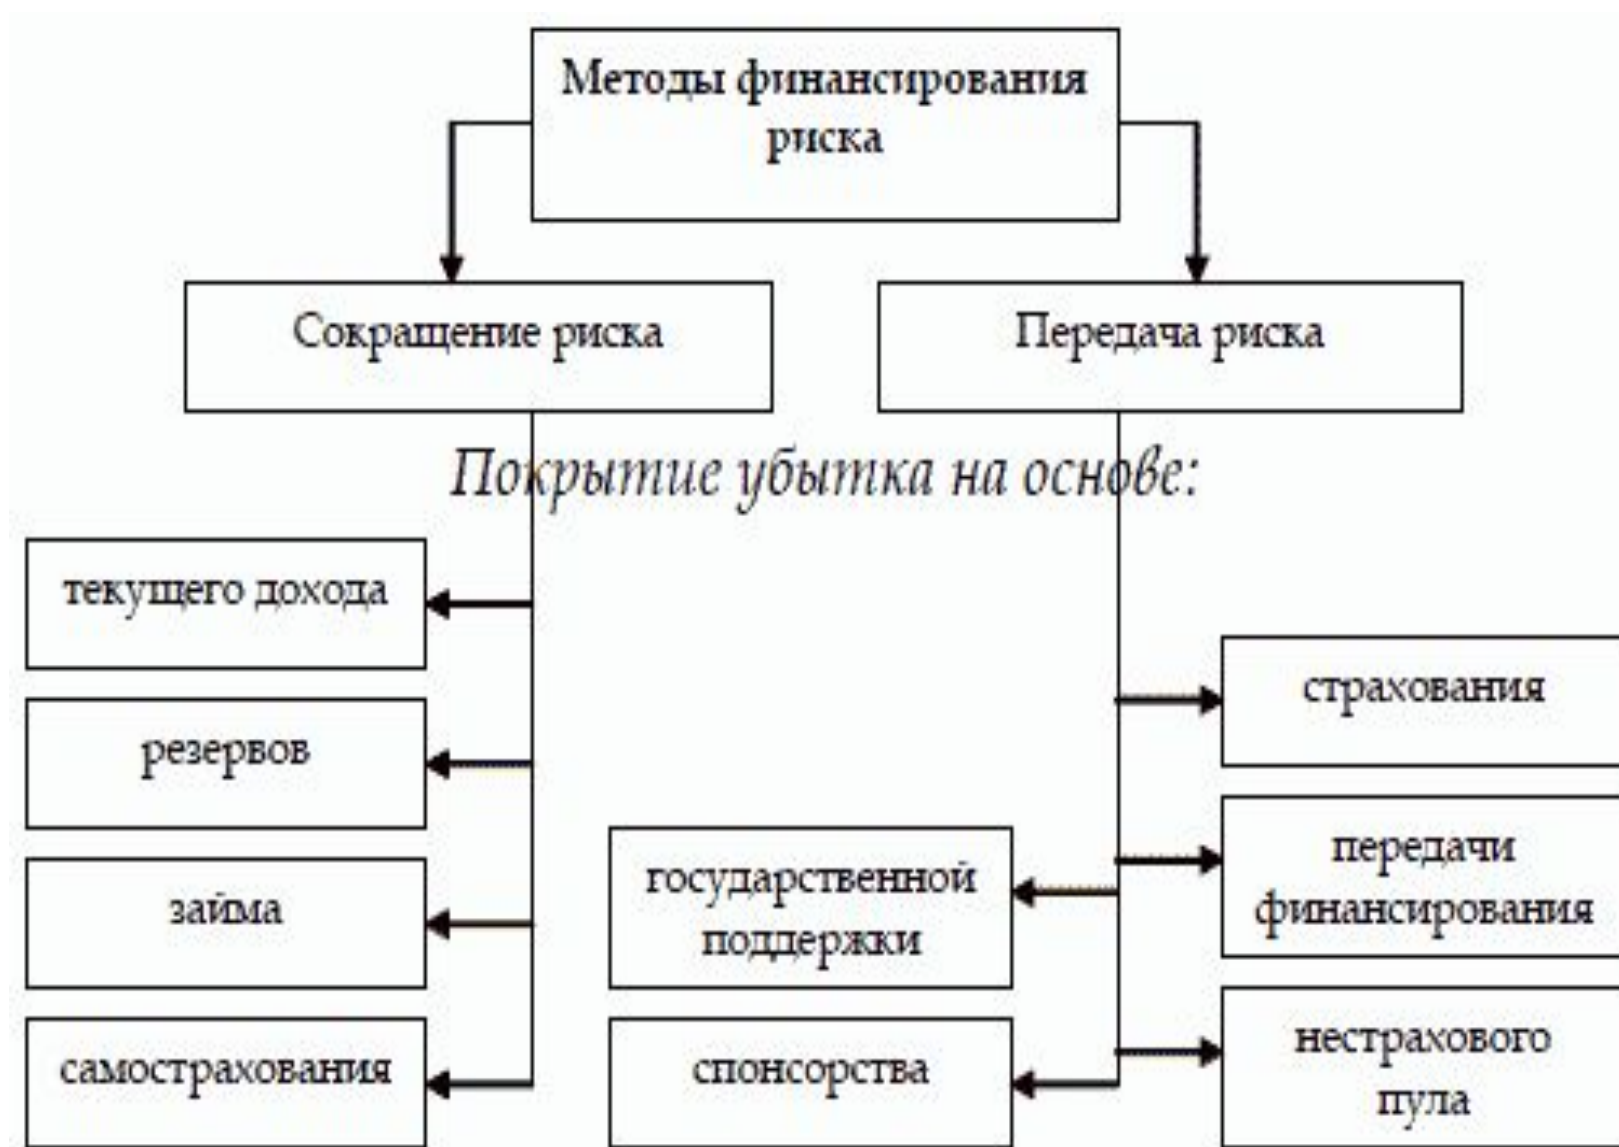 Методы финансирования
риска
Сокращение риска
Передача риска
Покрытие убытка на основе:
текущего дохода
резервов
займа
самострахования
государственной
поддержки
спонсорства
страхования
передачи
финансирования
нестрахового
пула